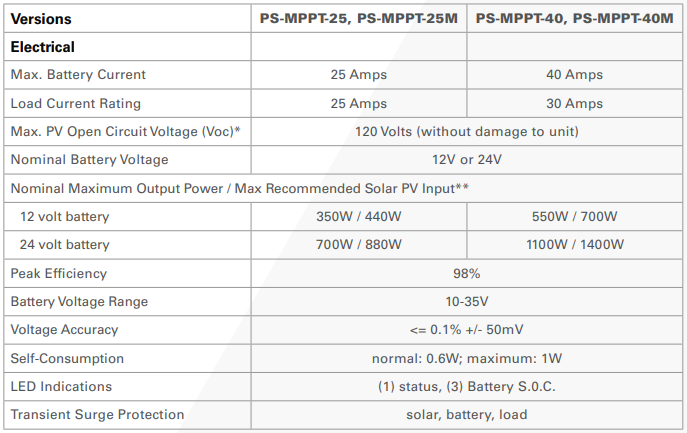 Versions PS-MPPT-25, PS-MPPT-25M PS-MPPT-40, PS-MPPT-40M
Electrical
Max. Battery Current 25 Amps 40 Amps
Load Current Rating 25 Amps 30 Amps
Max. PV Open Circuit Voltage (Voc)* 120 Volts (without damage to unit)
Nominal Battery Voltage 12V or 24V
Nominal Maximum Output Power / Max Recommended Solar PV Input**
12 volt battery 350W / 440W 550W / 700W
24 volt battery 700W / 880W 1100W / 1400W
Peak Efficiency 98%
Battery Voltage Range 10-35V
Voltage Accuracy <= 0.1% +/- 50mV
Self-Consumption normal: 0.6W; maximum: 1W
LED Indications (1) status, (3) Battery S.0.C.
Transient Surge Protection solar, battery, load